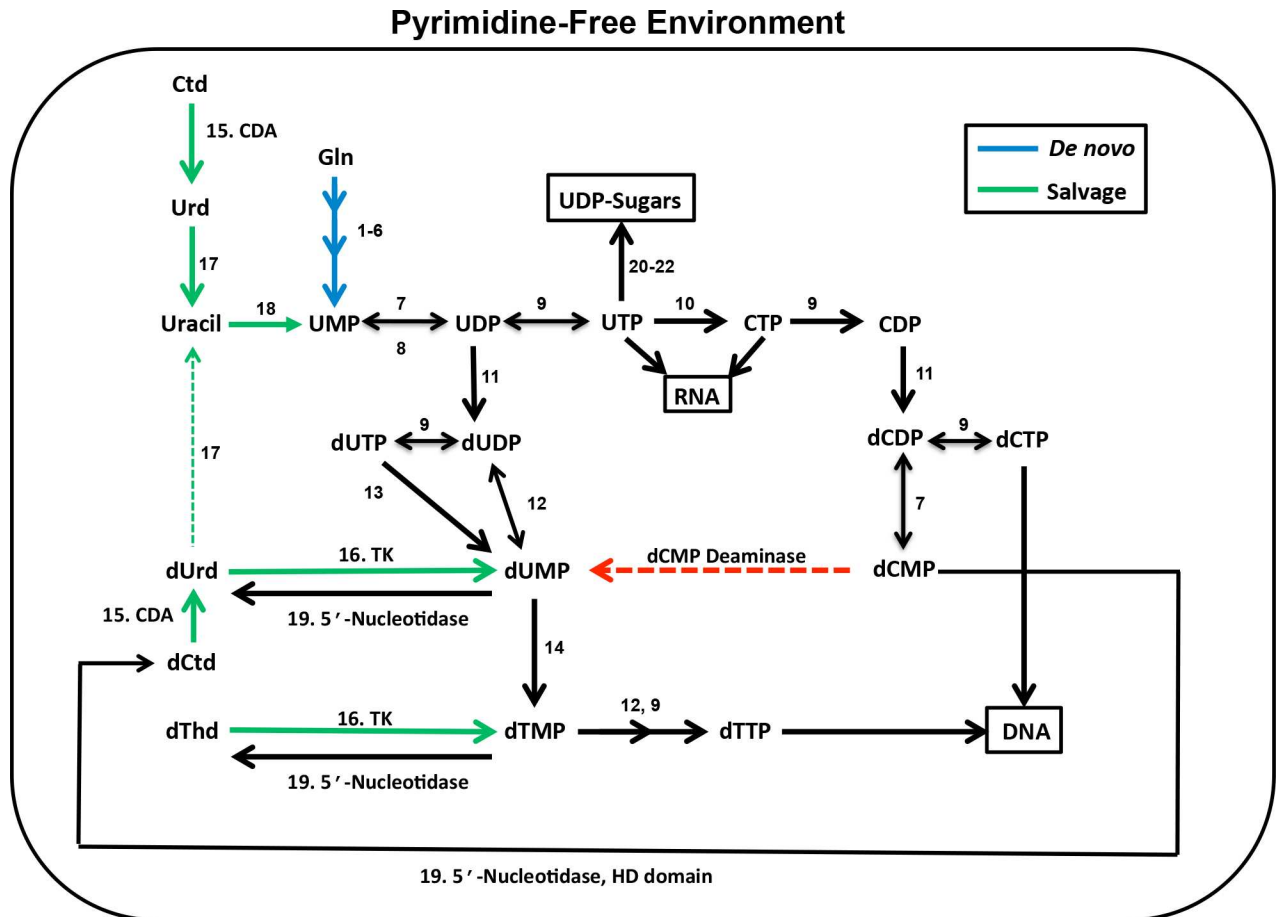 Pyrimidine-Free Environment
Ctd
15. CDA
Gln
De novo
Salvage
UDP-Sugars
Urd
1-6
17
20-22
18
7
9
10
9
Uracil
UMP
UDP
UTP
CTP
CDP
8
11
11
RNA
dUTP
9
dUDP
dCDP
9
dCTP
17
13
12
7
16. TK
dCMP Deaminase
dUrd
dUMP
dCMP
15. CDA
19. 5′-Nucleotidase
14
dCtd
16. TK
12, 9
dThd
dTMP
dTTP
DNA
19. 5′-Nucleotidase
19. 5′-Nucleotidase, HD domain